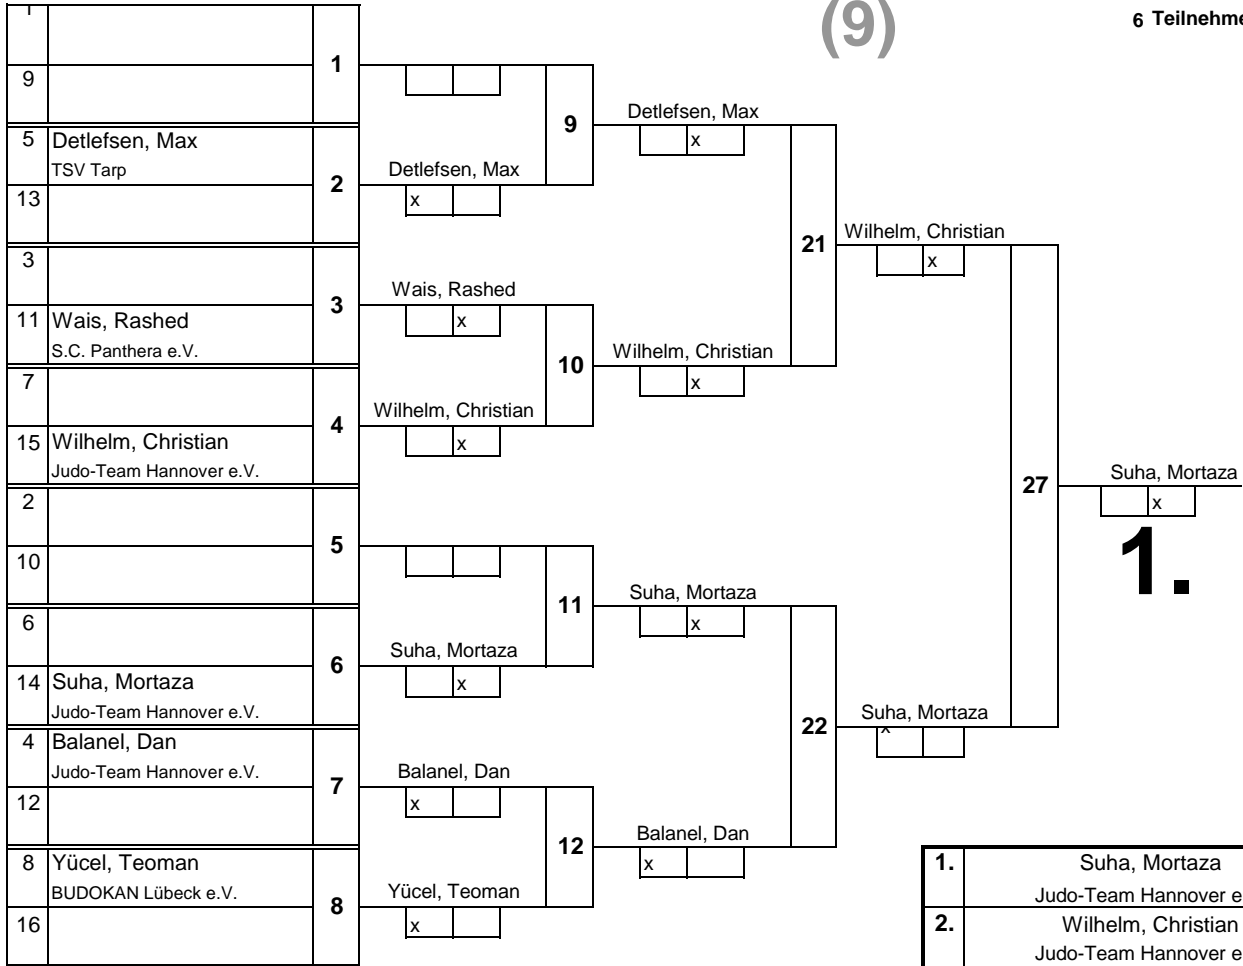 (9)
6 Teilnehme
1
1
9
5 Detlefsen, Max
TSV Tarp
2
13
Detlefsen, Max
x
9
Detlefsen, Max
x
3
3
11 Wais, Rashed
S.C. Panthera e.V.
Wais, Rashed
x
10
7
4
15 Wilhelm, Christian
Judo-Team Hannover e.V.
Wilhelm, Christian
x
Wilhelm, Christian
x
21
Wilhelm, Christian
x
2
5
10
6
6
14 Suha, Mortaza
Judo-Team Hannover e.V.
Suha, Mortaza
x
11
Suha, Mortaza
x
4 Balanel, Dan
Judo-Team Hannover e.V.
7
12
Balanel, Dan
x
12
8 Yücel, Teoman
BUDOKAN Lübeck e.V.
8
16
Yücel, Teoman
x
Balanel, Dan
x
22
Suha, Mortaza
x
27
Suha, Mortaza
x
1.
1. Suha, Mortaza
Judo-Team Hannover e
2. Wilhelm, Christian
Judo-Team Hannover e